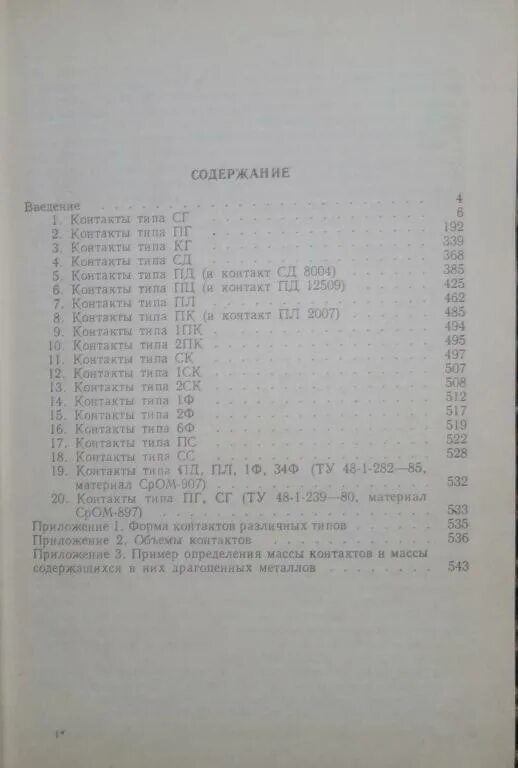 СОДЕРЖАНИЕ
Введение . . . . . . . . . . . . . . . . . 4
1. Контакты типа СГ . . . . . . . . . . . . 6
2. Контакты типа ПГ . . . . . . . . . . . . 192
3. Контакты типа КГ . . . . . . . . . . . . 339
4. Контакты типа СД . . . . . . . . . . . . 368
5. Контакты типа ПД (и контакт СД 8004) . . . . . 385
6. Контакты типа ПЦ (и контакт ПД 12509) . . . . . 425
7. Контакты типа ПЛ . . . . . . . . . . . . 462
8. Контакты типа ПК (и контакт ПЛ 2007) . . . . . 485
9. Контакты типа 1ПК . . . . . . . . . . . . 494
10. Контакты типа 2ПК . . . . . . . . . . . . 495
11. Контакты типа СК . . . . . . . . . . . . 497
12. Контакты типа 1СК . . . . . . . . . . . . 507
13. Контакты типа 2СК . . . . . . . . . . . . 508
14. Контакты типа 1Ф . . . . . . . . . . . . 512
15. Контакты типа 2Ф . . . . . . . . . . . . 517
16. Контакты типа 6Ф . . . . . . . . . . . . 519
17. Контакты типа ПС . . . . . . . . . . . . 522
18. Контакты типа СС . . . . . . . . . . . . 528
19. Контакты типа ПД, ПЛ, 1Ф, 34Ф (ТУ 48-1-282—85,
материал СрОМ-907) . . . . . . . . . . . . 532
20. Контакты типа ПГ, СГ (ТУ 48-1-239—80, материал
СрОМ-897) . . . . . . . . . . . . 533
Приложение 1. Форма контактов различных типов . . . . . 535
Приложение 2. Объемы контактов . . . . . . . . . . 536
Приложение 3. Пример определения массы контактов и массы
содержащихся в них драгоценных металлов . . . . . . . . 543
1*